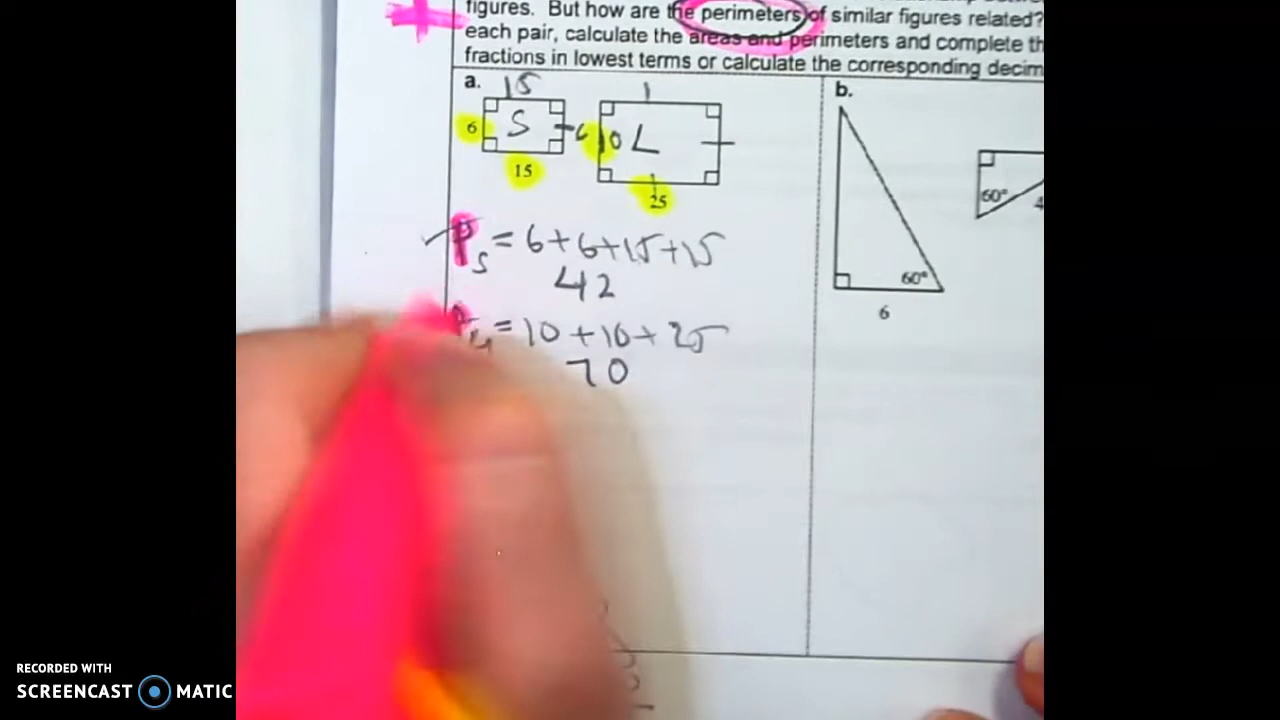 figures. But how are the perimeters of similar figures related?
each pair, calculate the areas and perimeters and complete th
fractions in lowest terms or calculate the corresponding decim
a. 15
6 S 6
15
10 L
25
P S = 6+6+15+15
42
= 10+10+25
70
b.
60°
6
60° 4
RECORDED WITH
SCREENCAST MATIC